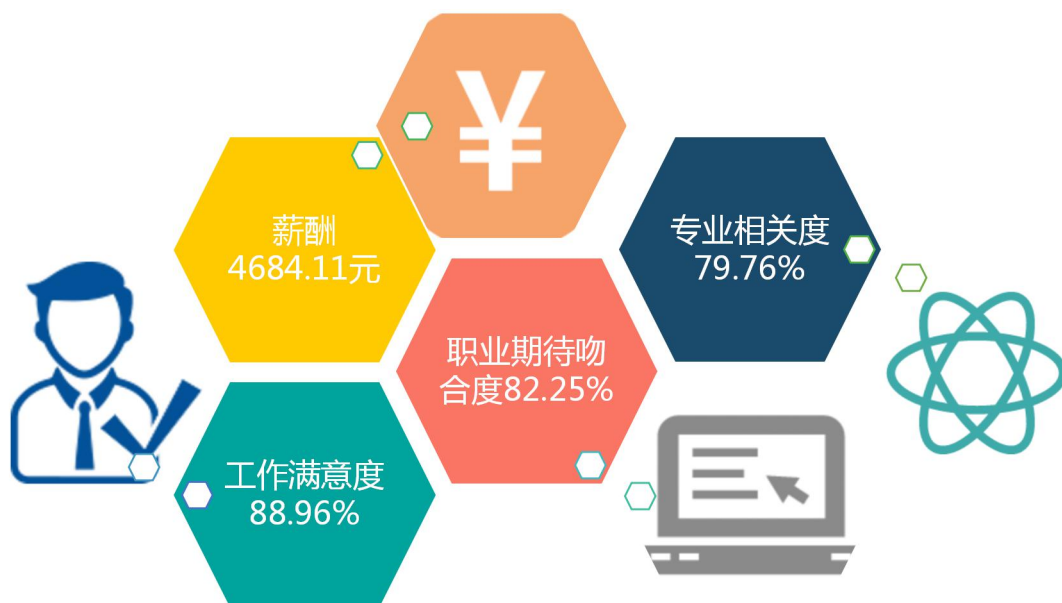 ¥
薪酬
4684.11元
专业相关度
79.76%
职业期待吻
合度82.25%
工作满意度
88.96%